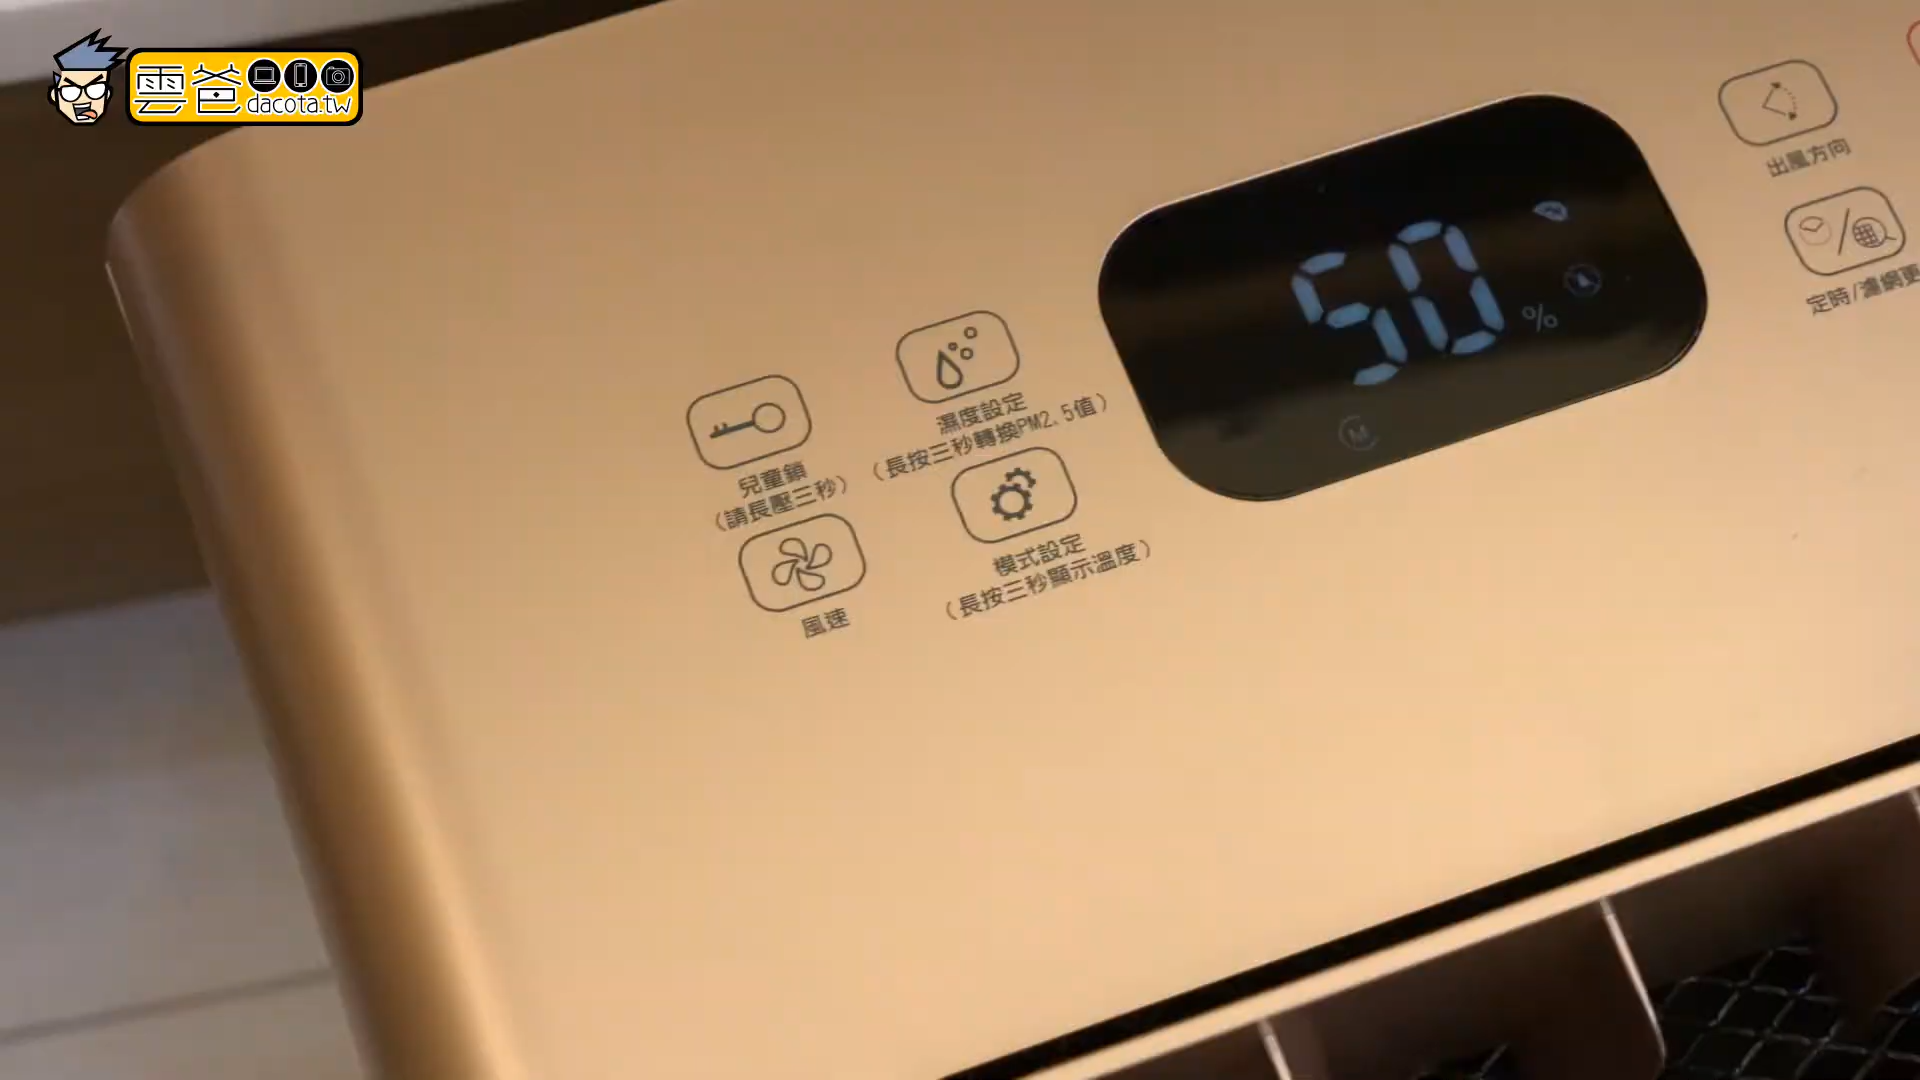 雲爸
dacota.tw
出風方向
50%
定時/濾網更
濕度設定
(長按三秒轉換PM2.5值)
兒童鎖
(請長壓三秒)
M
模式設定
(長按三秒顯示溫度)
風速